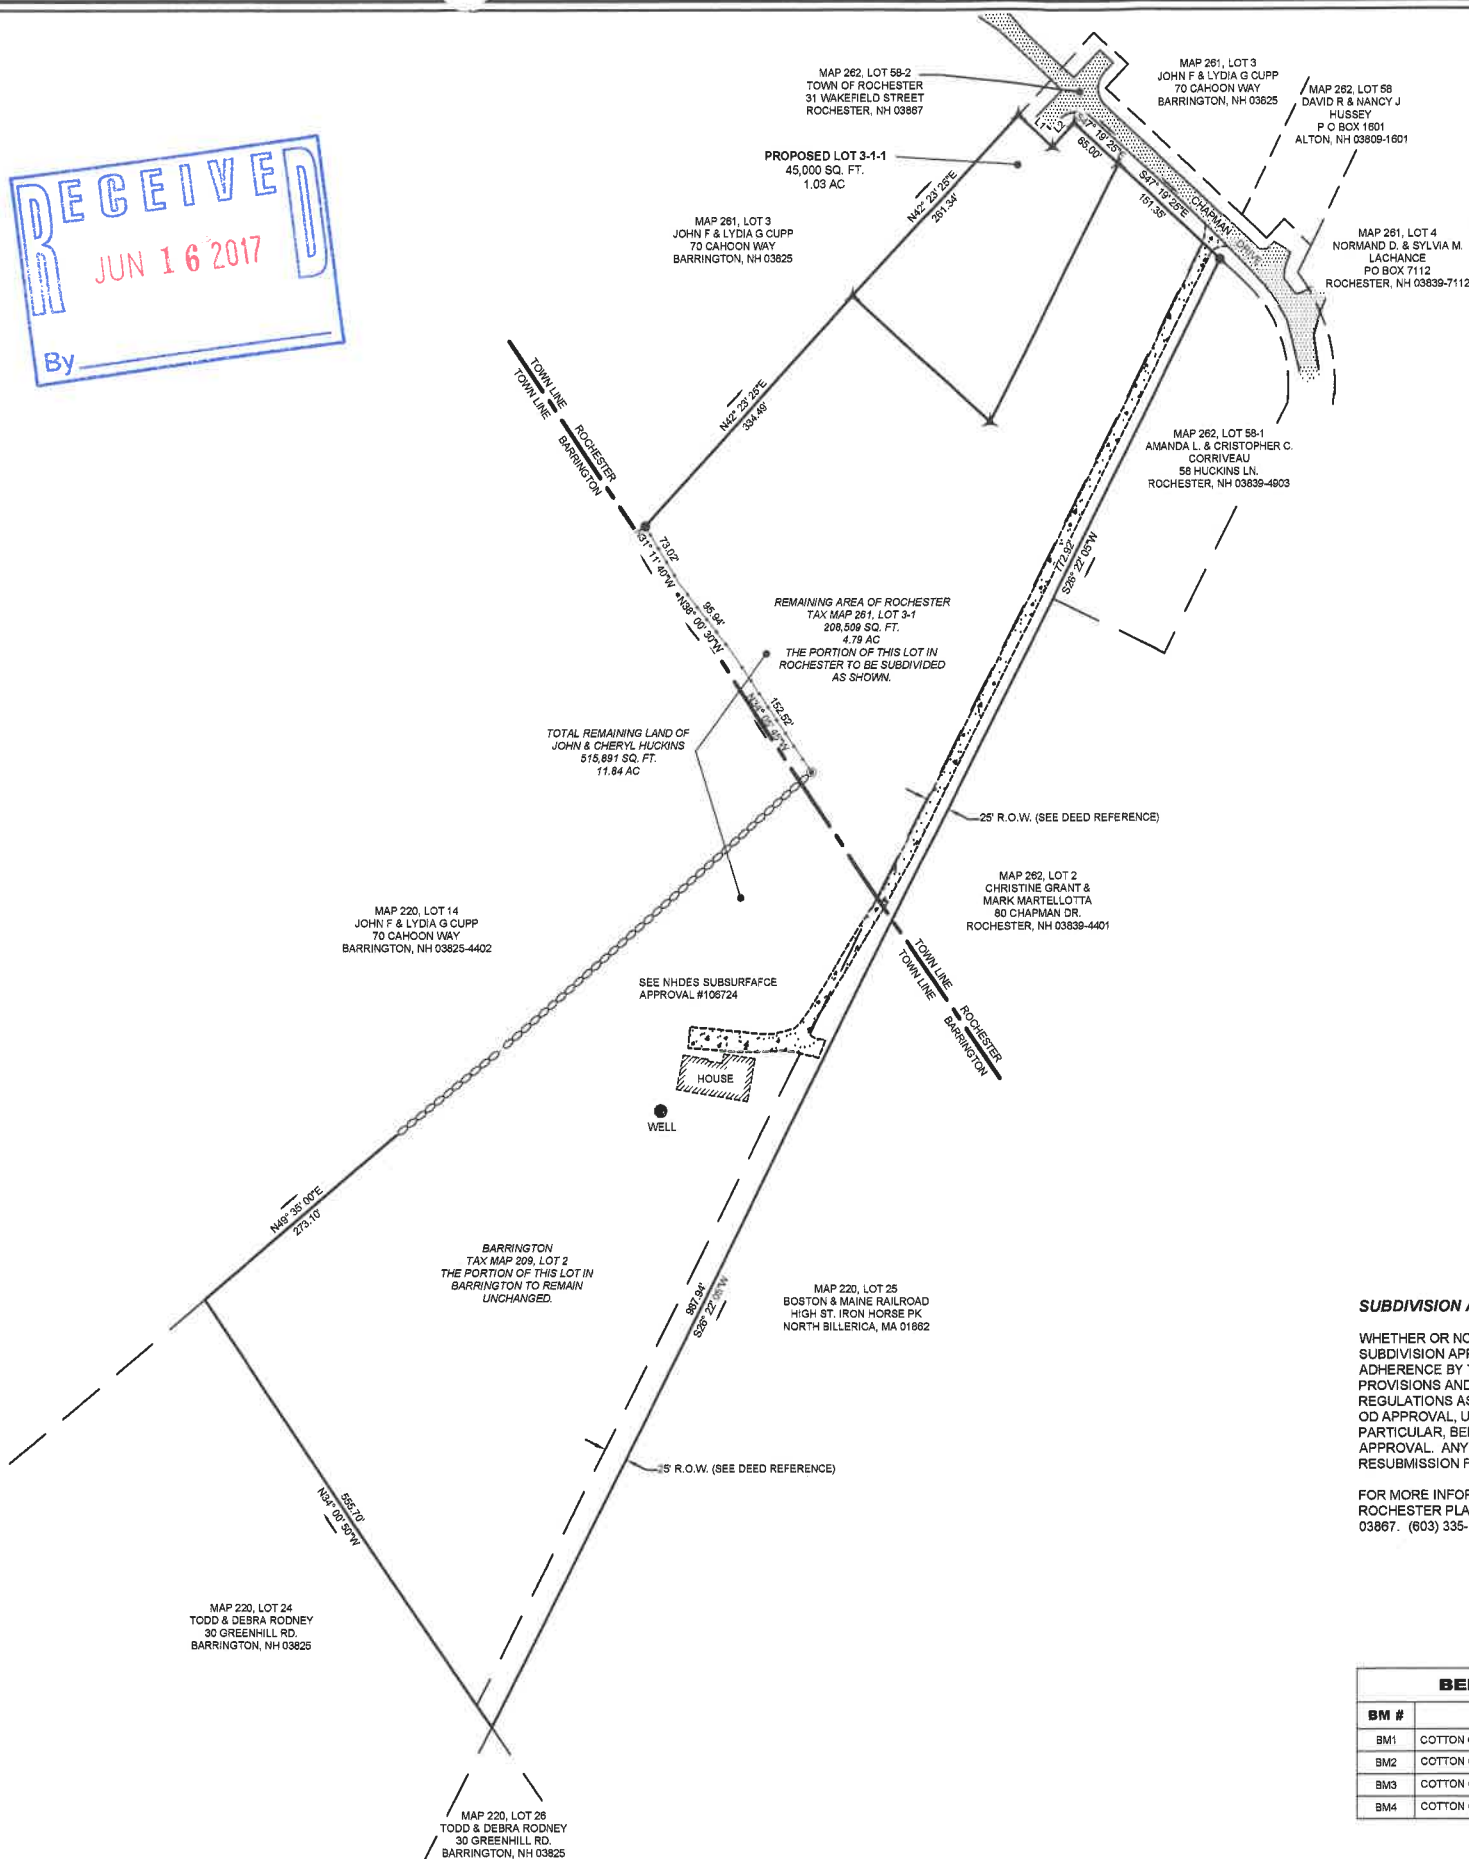 MAP 262, LOT 58-2
TOWN OF ROCHESTER
31 WAKEFIELD STREET
ROCHESTER, NH 03867
MAP 261, LOT 3
JOHN F & LYDIA G CUPP
70 CAHOON WAY
BARRINGTON, NH 03825
MAP 262, LOT 58
DAVID R & NANCY J
HUSSEY
P O BOX 1601
ALTON, NH 03809-1601
RECEIVED
JUN 16 2017
By
PROPOSED LOT 3-1-1
45,000 SQ. FT.
1.03 AC
L1
L2
S47° 19' 25"E
65.00'
S47° 19' 25"E
151.35'
CHAPMAN DRIVE
N42° 23' 25"E
261.34'
MAP 261, LOT 3
JOHN F & LYDIA G CUPP
70 CAHOON WAY
BARRINGTON, NH 03825
MAP 261, LOT 4
NORMAND D. & SYLVIA M.
LACHANCE
PO BOX 7112
ROCHESTER, NH 03839-7112
TOWN LINE ROCHESTER
TOWN LINE BARRINGTON
N42° 23' 25"E
334.49'
MAP 262, LOT 58-1
AMANDA L. & CRISTOPHER C.
CORRIVEAU
58 HUCKINS LN.
ROCHESTER, NH 03839-4903
73.02'
31° 11' 40"W
95.94'
N38° 00' 30"W
772.92'
S26° 22' 05"W
REMAINING AREA OF ROCHESTER
TAX MAP 261, LOT 3-1
208,509 SQ. FT.
4.79 AC
THE PORTION OF THIS LOT IN
ROCHESTER TO BE SUBDIVIDED
AS SHOWN.
152.52'
TOTAL REMAINING LAND OF
JOHN & CHERYL HUCKINS
515,891 SQ. FT.
11.84 AC
25' R.O.W. (SEE DEED REFERENCE)
MAP 262, LOT 2
CHRISTINE GRANT &
MARK MARTELLOTTA
80 CHAPMAN DR.
ROCHESTER, NH 03839-4401
MAP 220, LOT 14
JOHN F & LYDIA G CUPP
70 CAHOON WAY
BARRINGTON, NH 03825-4402
TOWN LINE ROCHESTER
TOWN LINE BARRINGTON
SEE NHDES SUBSURFAFCE
APPROVAL #106724
HOUSE
WELL
N49° 35' 00"E
273.10'
BARRINGTON
TAX MAP 209, LOT 2
THE PORTION OF THIS LOT IN
BARRINGTON TO REMAIN
UNCHANGED.
987.94'
S26° 22' 05"W
MAP 220, LOT 25
BOSTON & MAINE RAILROAD
HIGH ST. IRON HORSE PK
NORTH BILLERICA, MA 01862
SUBDIVISION
WHETHER OR
SUBDIVISION
ADHERENCE BY
PROVISIONS
REGULATIONS
OD APPROVAL,
PARTICULAR,
APPROVAL. ANY
RESUBMISSION
FOR MORE
ROCHESTER
03867. (603) 335-
25' R.O.W. (SEE DEED REFERENCE)
555.70'
N34° 00' 50"W
MAP 220, LOT 24
TODD & DEBRA RODNEY
30 GREENHILL RD.
BARRINGTON, NH 03825
MAP 220, LOT 26
TODD & DEBRA RODNEY
30 GREENHILL RD.
BARRINGTON, NH 03825
BM #
BM1 COTTON
BM2 COTTON
BM3 COTTON
BM4 COTTON